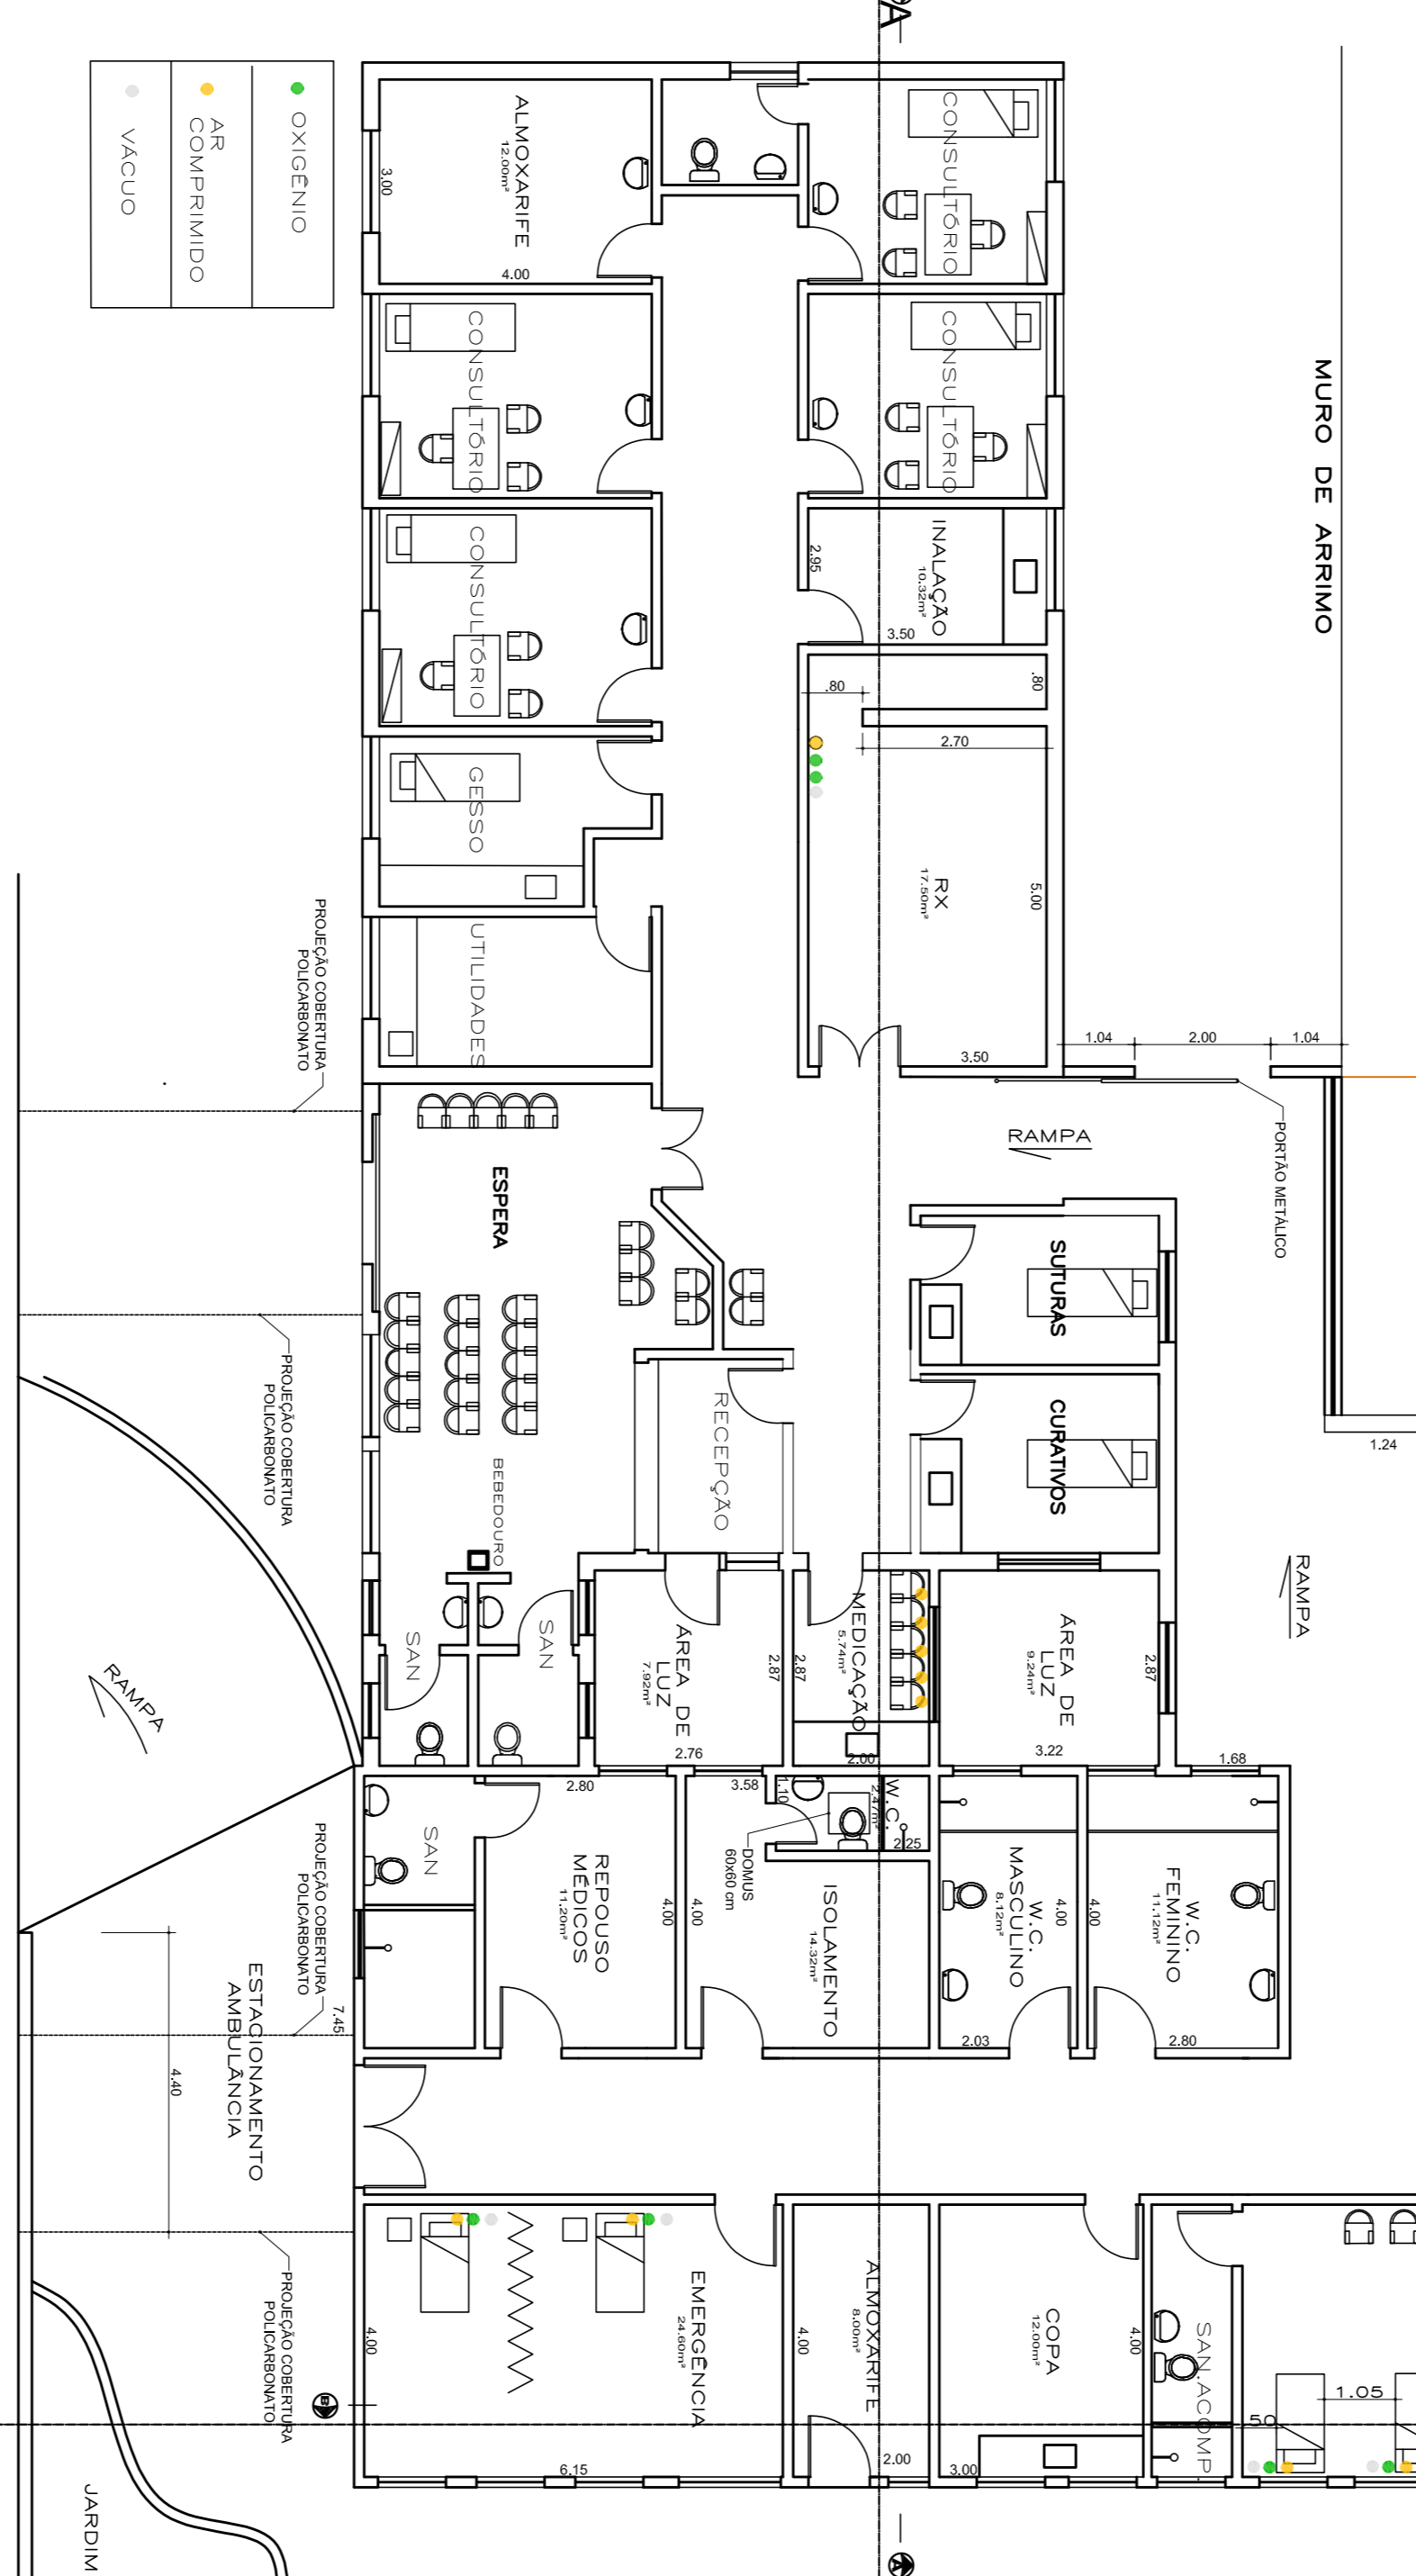 A
OXIGÊNIO
AR
COMPRIMIDO
VÁCUO
ALMOXARIFE
12.00m²
3.00
4.00
CONSULTÓRIO
CONSULTÓRIO
CONSULTÓRIO
CONSULTÓRIO
MURO DE ARRIMO
INALAÇÃO
10.32m²
2.95
3.50
.80
.80
2.70
GESSO
RX
17.50m²
5.00
3.50
UTILIDADES
PROJEÇÃO COBERTURA
POLICARBONATO
1.04
2.00
1.04
RAMPA
PORTÃO METÁLICO
ESPERA
SUTURAS
PROJEÇÃO COBERTURA
POLICARBONATO
RECEPÇÃO
CURATIVOS
1.24
BEBEDOURO
RAMPA
SAN
SAN
ÁREA DE
LUZ
7.92m²
2.87
2.76
MEDICAÇÃO
5.74m²
2.87
2.00
ÁREA DE
LUZ
9.24m²
2.87
3.22
1.68
RAMPA
2.80
3.58
1.10
W.C.
2.47m²
2.25
DOMUS
60x60 cm
SAN
REPOUSO
MÉDICOS
11.20m²
4.00
4.00
ISOLAMENTO
14.32m²
W.C.
MASCULINO
8.12m²
4.00
2.03
W.C.
FEMININO
11.12m²
4.00
2.80
PROJEÇÃO COBERTURA
POLICARBONATO
7.45
ESTACIONAMENTO
AMBULÂNCIA
4.40
PROJEÇÃO COBERTURA
POLICARBONATO
EMERGÊNCIA
24.60m²
4.00
6.15
ALMOXARIFE
8.00m²
4.00
2.00
COPA
12.00m²
4.00
3.00
SAN.ACOMP.
1.05
.50
B
JARDIM
A